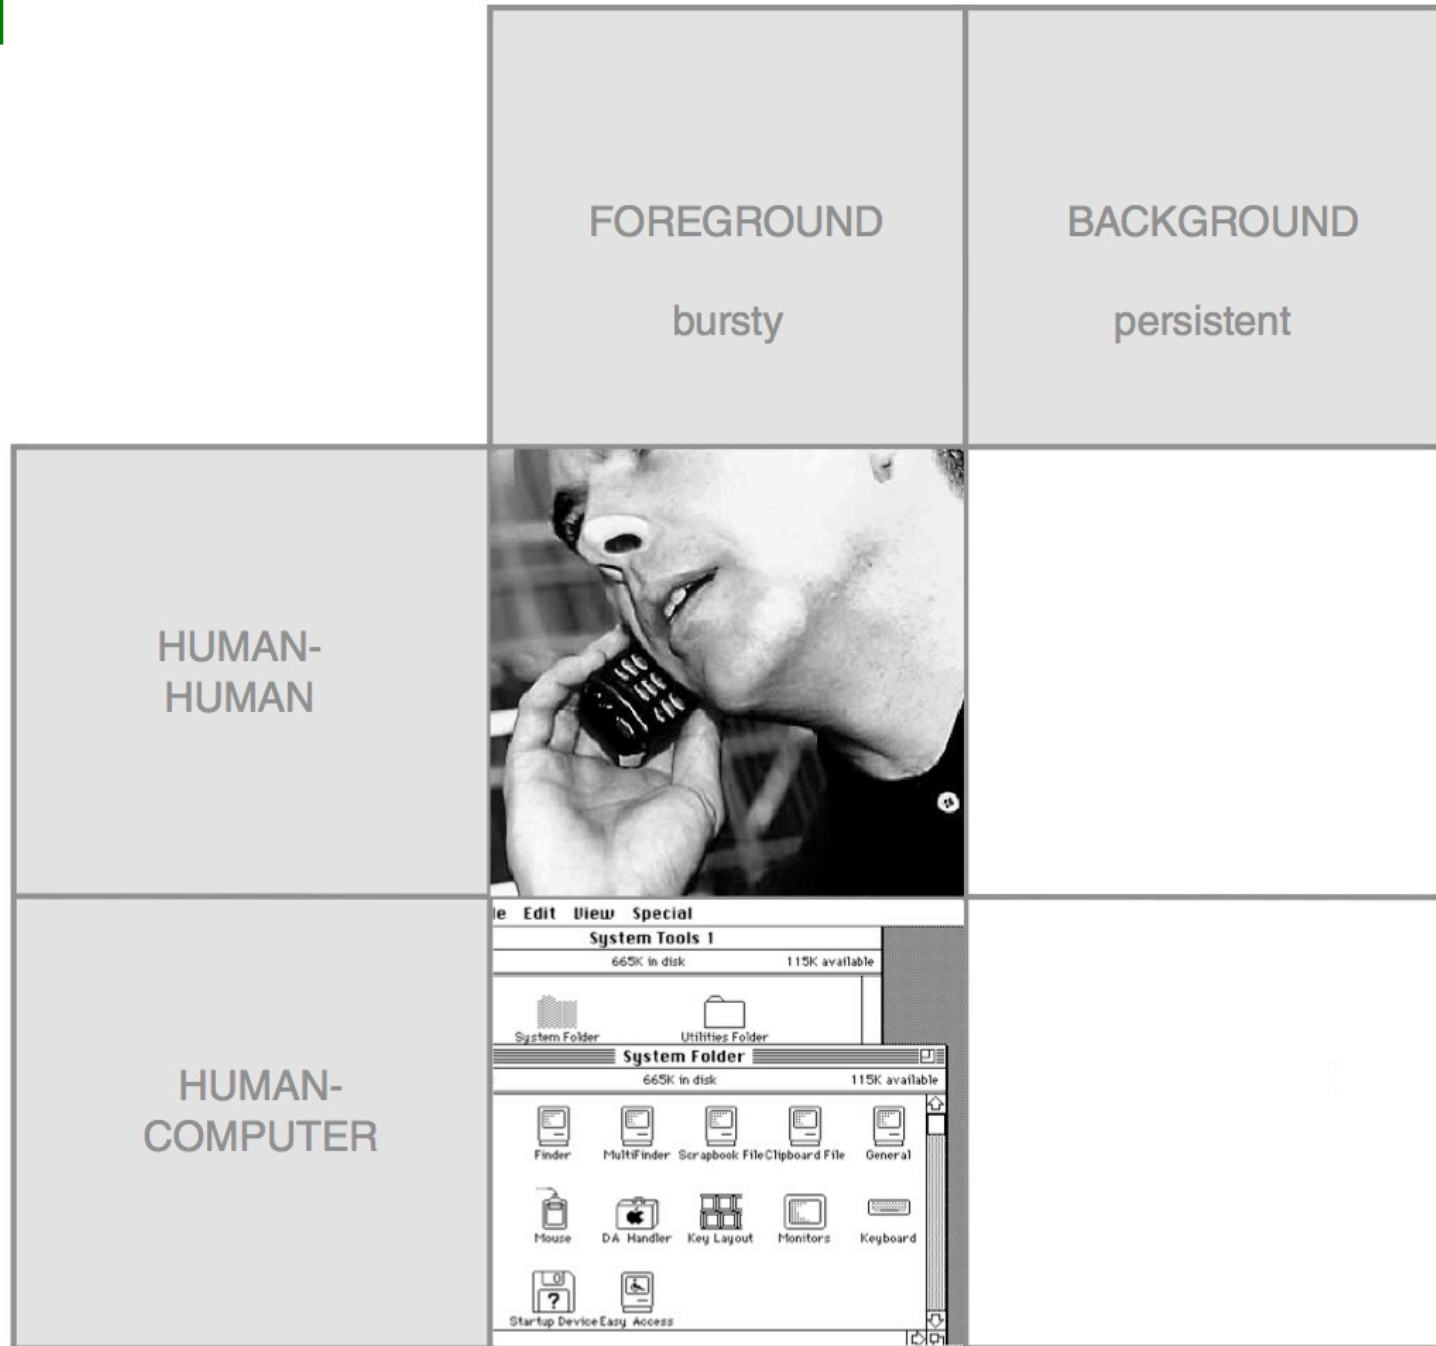 FOREGROUND
BACKGROUND
bursty
persistent
HUMAN-
HUMAN
HUMAN-
COMPUTER
le Edit View Special
System Tools 1
665K in disk 115K available
System Folder Utilities Folder
System Folder
665K in disk 115K available
Finder MultiFinder Scrapbook File Clipboard File General
Mouse DA Handler Key Layout Monitors Keyboard
Startup Device Easy Access